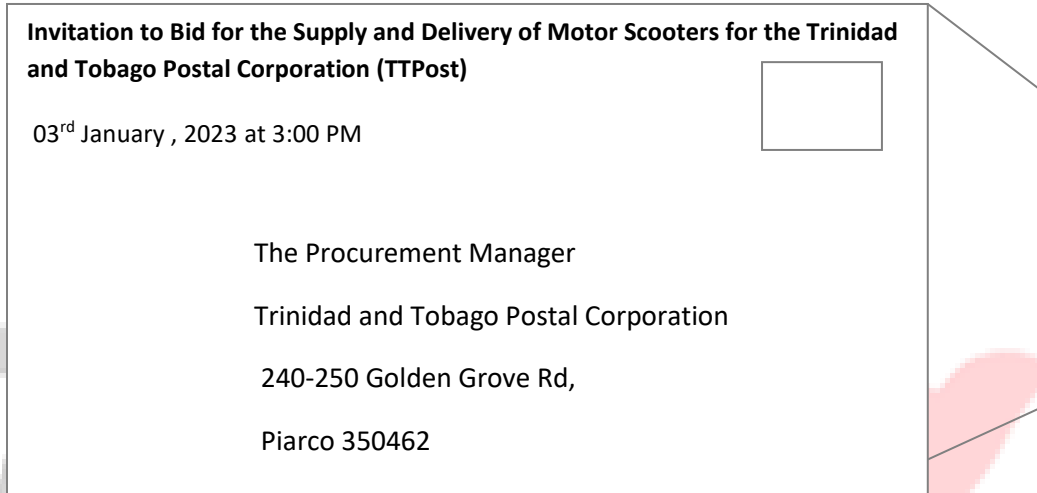 Invitation to Bid for the Supply and Delivery of Motor Scooters for the Trinidad
and Tobago Postal Corporation (TTPost)
03rd January , 2023 at 3:00 PM
The Procurement Manager
Trinidad and Tobago Postal Corporation
240-250 Golden Grove Rd,
Piarco 350462